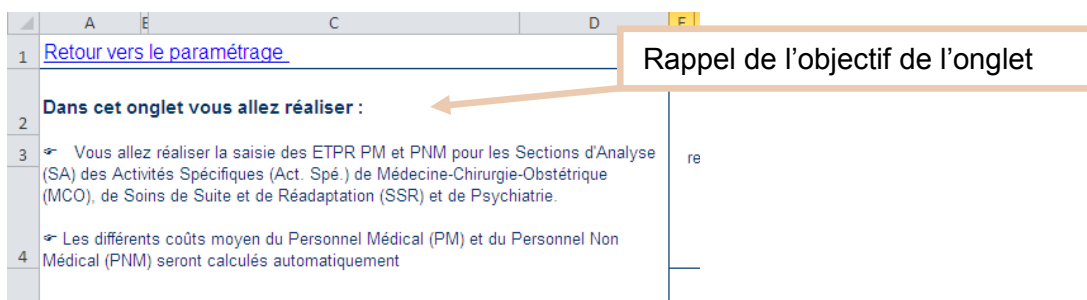 A B C D E
1 Retour vers le paramétrage
Rappel de l’objectif de l’onglet
2 Dans cet onglet vous allez réaliser :
3 ☞ Vous allez réaliser la saisie des ETPR PM et PNM pour les Sections d'Analyse
re
(SA) des Activités Spécifiques (Act. Spé.) de Médecine-Chirurgie-Obstétrique
(MCO), de Soins de Suite et de Réadaptation (SSR) et de Psychiatrie.
☞ Les différents coûts moyen du Personnel Médical (PM) et du Personnel Non
4 Médical (PNM) seront calculés automatiquement